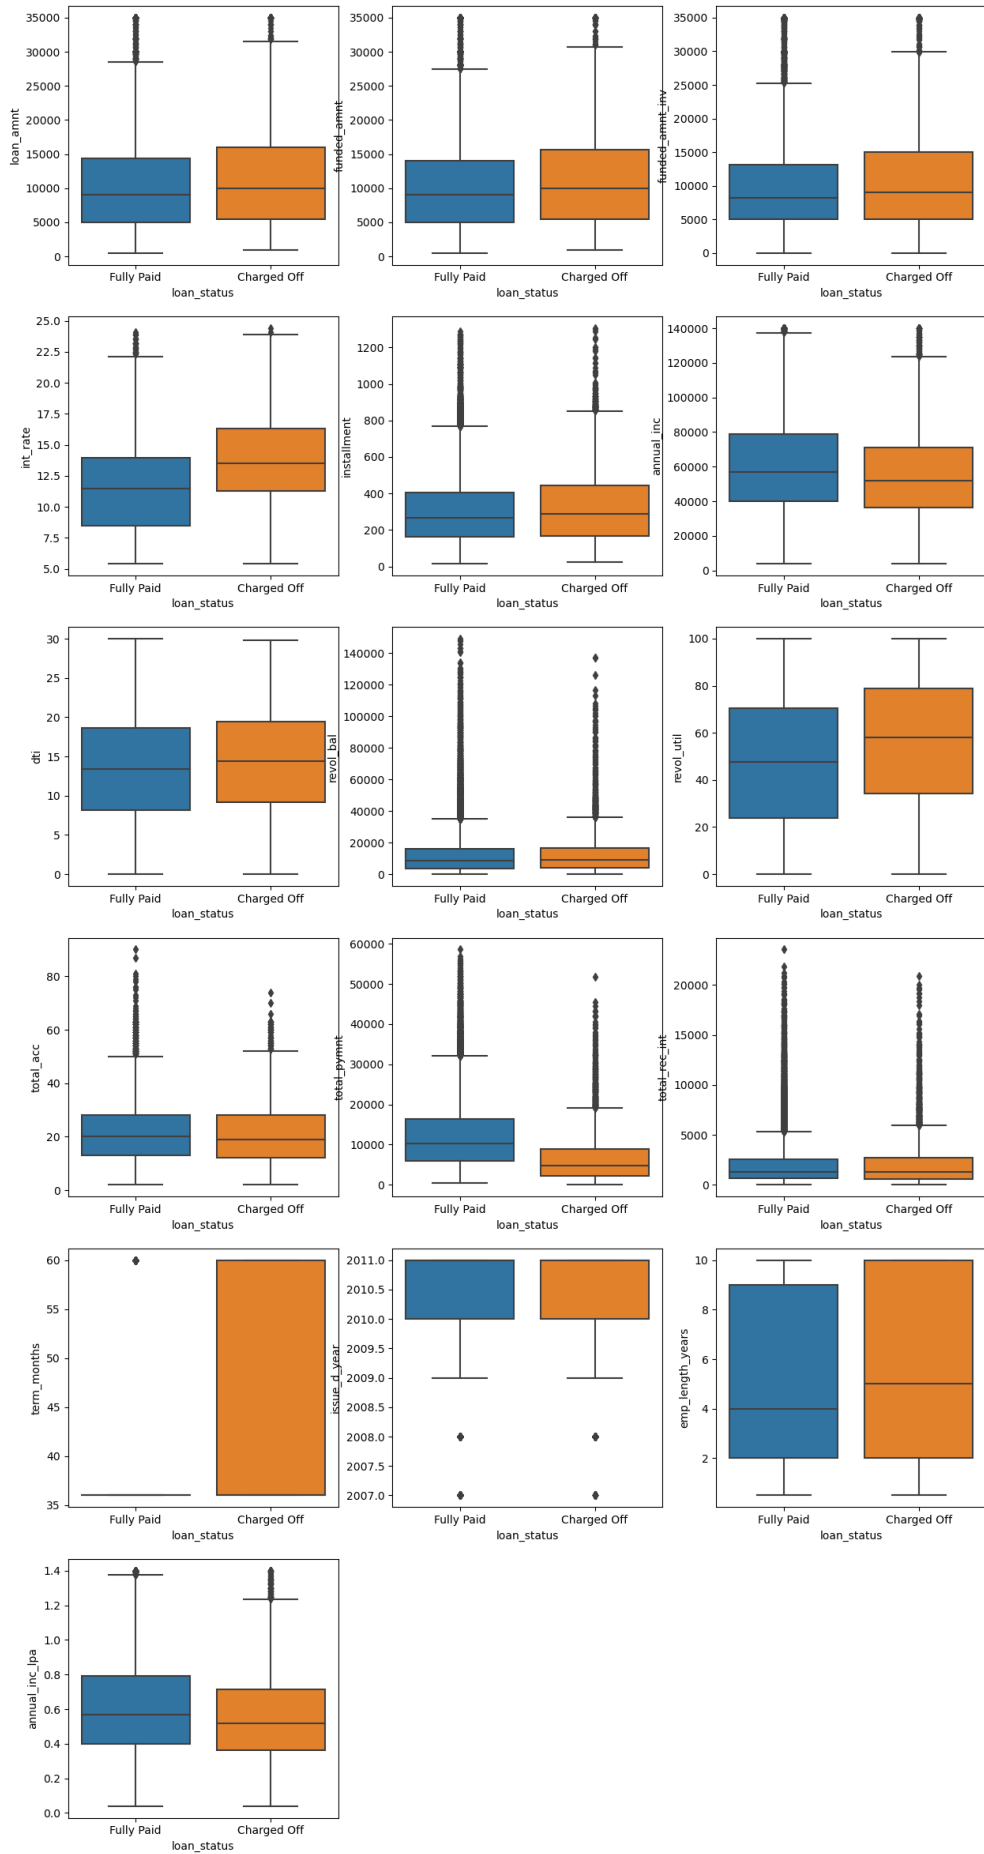 loan_amnt
35000
30000
25000
20000
15000
10000
5000
0
Fully Paid Charged Off
loan_status
funded_amnt
35000
30000
25000
20000
15000
10000
5000
0
Fully Paid Charged Off
loan_status
funded_amnt_inv
35000
30000
25000
20000
15000
10000
5000
0
Fully Paid Charged Off
loan_status
int_rate
25.0
22.5
20.0
17.5
15.0
12.5
10.0
7.5
5.0
Fully Paid Charged Off
loan_status
installment
1200
1000
800
600
400
200
0
Fully Paid Charged Off
loan_status
annual_inc
140000
120000
100000
80000
60000
40000
20000
0
Fully Paid Charged Off
loan_status
dti
30
25
20
15
10
5
0
Fully Paid Charged Off
loan_status
revol_bal
140000
120000
100000
80000
60000
40000
20000
0
Fully Paid Charged Off
loan_status
revol_util
100
80
60
40
20
0
Fully Paid Charged Off
loan_status
total_acc
80
60
40
20
0
Fully Paid Charged Off
loan_status
total_pymnt
60000
50000
40000
30000
20000
10000
0
Fully Paid Charged Off
loan_status
total_rec_int
20000
15000
10000
5000
0
Fully Paid Charged Off
loan_status
term_months
60
55
50
45
40
35
Fully Paid Charged Off
loan_status
issue_d_year
2011.0
2010.5
2010.0
2009.5
2009.0
2008.5
2008.0
2007.5
2007.0
Fully Paid Charged Off
loan_status
emp_length_years
10
8
6
4
2
Fully Paid Charged Off
loan_status
annual_inc_lpa
1.4
1.2
1.0
0.8
0.6
0.4
0.2
0.0
Fully Paid Charged Off
loan_status